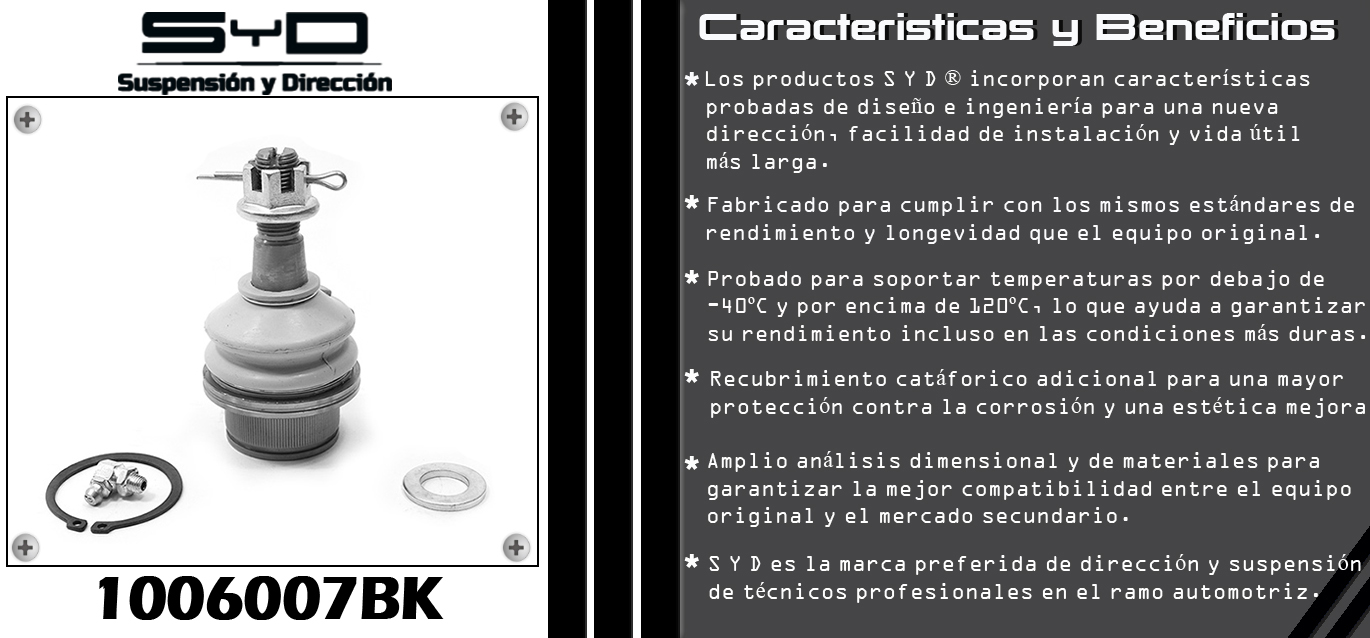 SYD
Suspensión y Dirección
1006007BK
Caracteristicas y Beneficios
* Los productos S Y D ® incorporan características
probadas de diseño e ingeniería para una nueva
dirección, facilidad de instalación y vida útil
más larga.
* Fabricado para cumplir con los mismos estándares de
rendimiento y longevidad que el equipo original.
* Probado para soportar temperaturas por debajo de
-40ºC y por encima de 120ºC, lo que ayuda a garantizar
su rendimiento incluso en las condiciones más duras.
* Recubrimiento catáforico adicional para una mayor
protección contra la corrosión y una estética mejora
* Amplio análisis dimensional y de materiales para
garantizar la mejor compatibilidad entre el equipo
original y el mercado secundario.
* S Y D es la marca preferida de dirección y suspensión
de técnicos profesionales en el ramo automotriz.